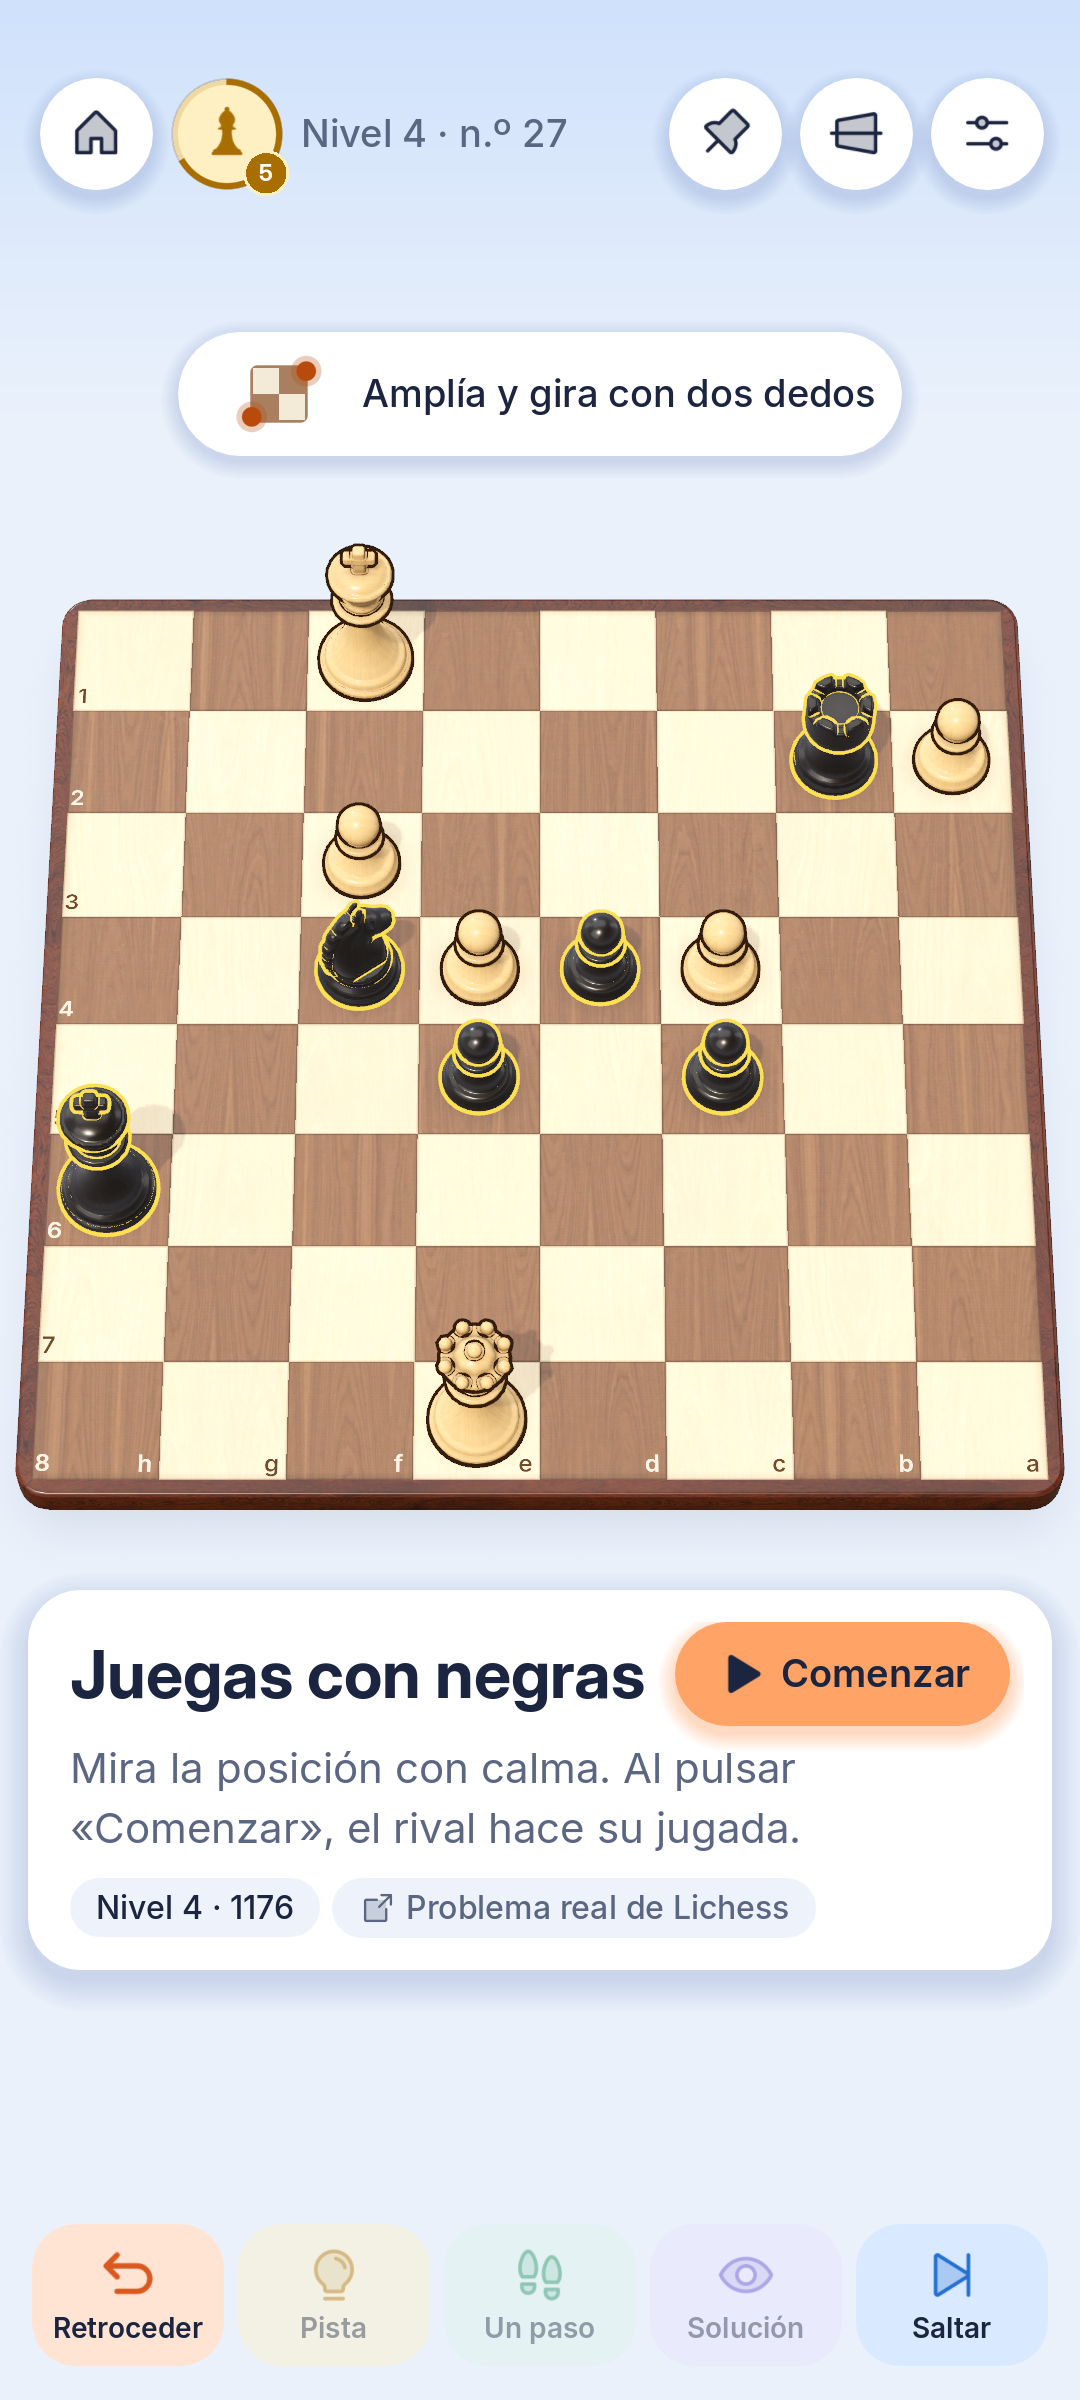 Nivel 4 · n.º 27
5
Amplía y gira con dos dedos
1
2
3
4
6
7
8 h g f e d c b a
Juegas con negras
Comenzar
Mira la posición con calma. Al pulsar
«Comenzar», el rival hace su jugada.
Nivel 4 · 1176
Problema real de Lichess
Retroceder
Pista
Un paso
Solución
Saltar